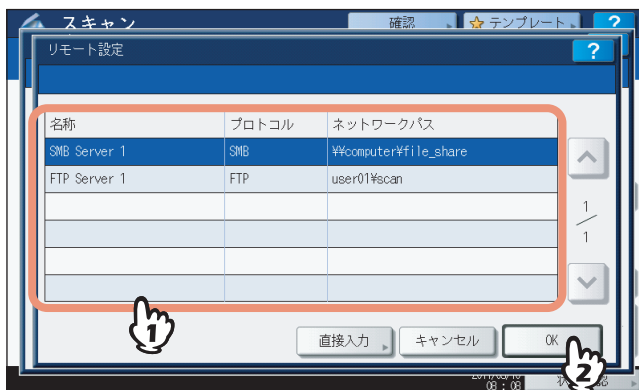 スキャン 確認 テンプレート ?
リモート設定 ?
名称 プロトコル ネットワークパス
SMB Server 1 SMB ¥¥computer¥file_share
FTP Server 1 FTP user01¥scan
1
1
1
直接入力 キャンセル OK
2
08:08